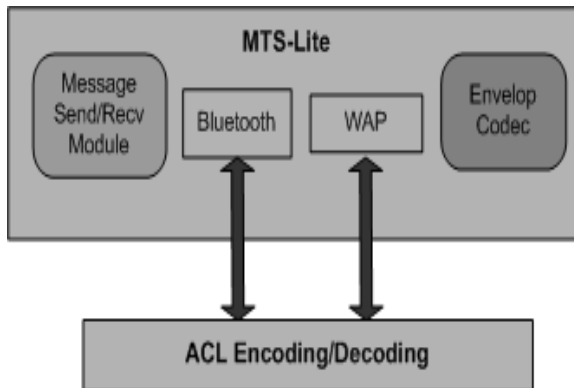 MTS-Lite
Message
Send/Recv
Module
Bluetooth
WAP
Envelop
Codec
ACL Encoding/Decoding